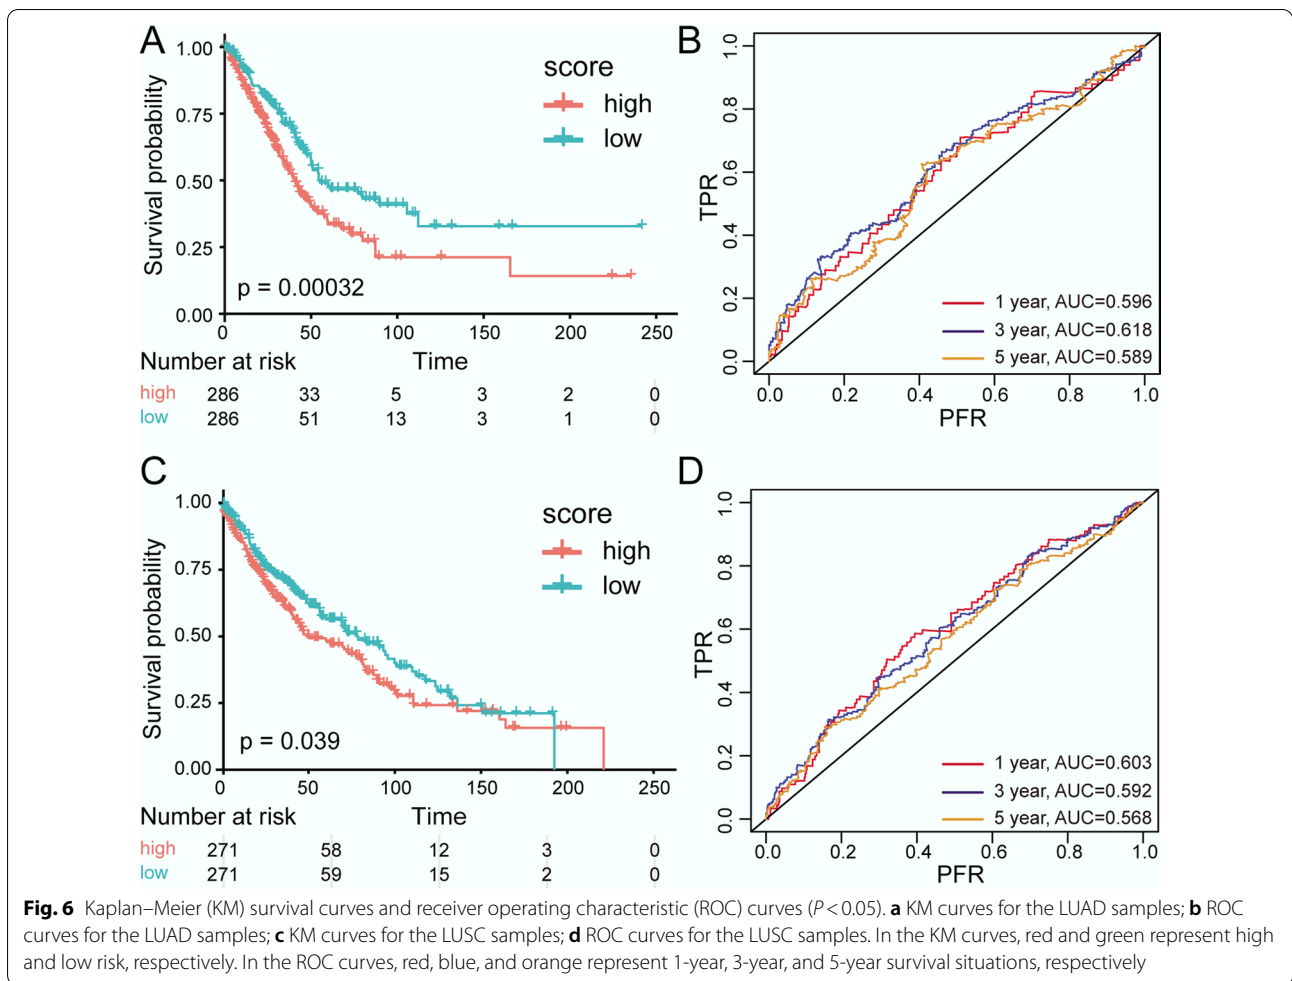 A
Survival probability
1.00
0.75
0.50
0.25
0.00
score
high
low
p = 0.00032
0 50 100 150 200 250
Number at risk Time
high 286 33 5 3 2 0
low 286 51 13 3 1 0
B
TPR
1.0
0.8
0.6
0.4
0.2
0.0
1 year, AUC=0.596
3 year, AUC=0.618
5 year, AUC=0.589
0.0 0.2 0.4 0.6 0.8 1.0
PFR
C
Survival probability
1.00
0.75
0.50
0.25
0.00
score
high
low
p = 0.039
0 50 100 150 200 250
Number at risk Time
high 271 58 12 3 0
low 271 59 15 2 0
D
TPR
1.0
0.8
0.6
0.4
0.2
0.0
1 year, AUC=0.603
3 year, AUC=0.592
5 year, AUC=0.568
0.0 0.2 0.4 0.6 0.8 1.0
PFR
Fig. 6 Kaplan–Meier (KM) survival curves and receiver operating characteristic (ROC) curves (P < 0.05). a KM curves for the LUAD samples; b ROC
curves for the LUAD samples; c KM curves for the LUSC samples; d ROC curves for the LUSC samples. In the KM curves, red and green represent high
and low risk, respectively. In the ROC curves, red, blue, and orange represent 1-year, 3-year, and 5-year survival situations, respectively